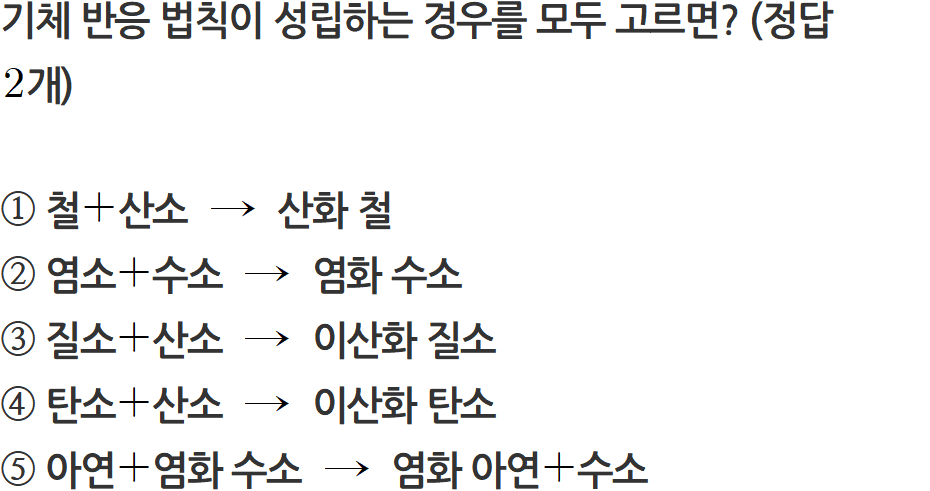 기체 반응 법칙이 성립하는 경우를 모두 고르면? (정답
2개)
① 철+산소 → 산화 철
② 염소+수소 → 염화 수소
③ 질소+산소 → 이산화 질소
④ 탄소+산소 → 이산화 탄소
⑤ 아연+염화 수소 → 염화 아연+수소